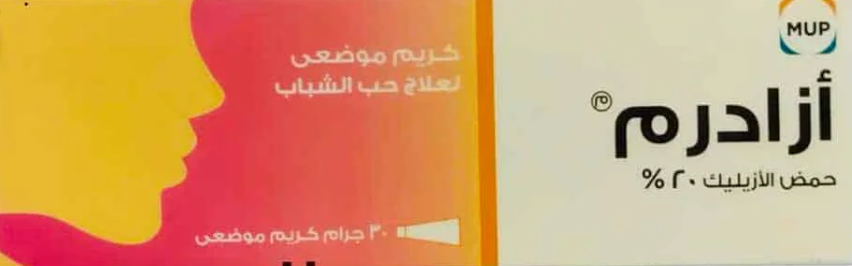 MUP
أزادرم
م
حمض الأزيليك ٢٠ %
كريم موضعى
لعلاج حب الشباب
٣٠ جرام كريم موضعى